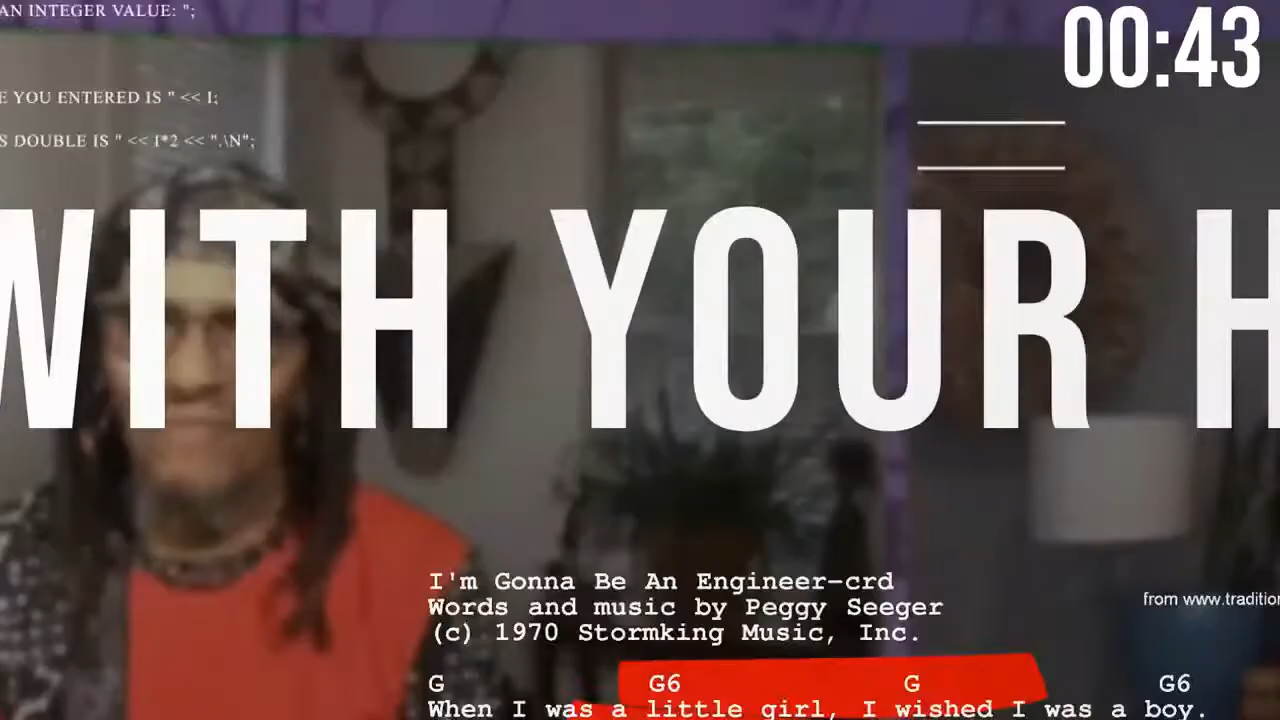 AN INTEGER VALUE: ";
00:43
E YOU ENTERED IS " << I;
S DOUBLE IS " << I*2 << ".\N";
WITH YOUR H
I'm Gonna Be An Engineer-crd
Words and music by Peggy Seeger
(c) 1970 Stormking Music, Inc.
from www.tradition
G G6 G G6
When I was a little girl, I wished I was a boy.